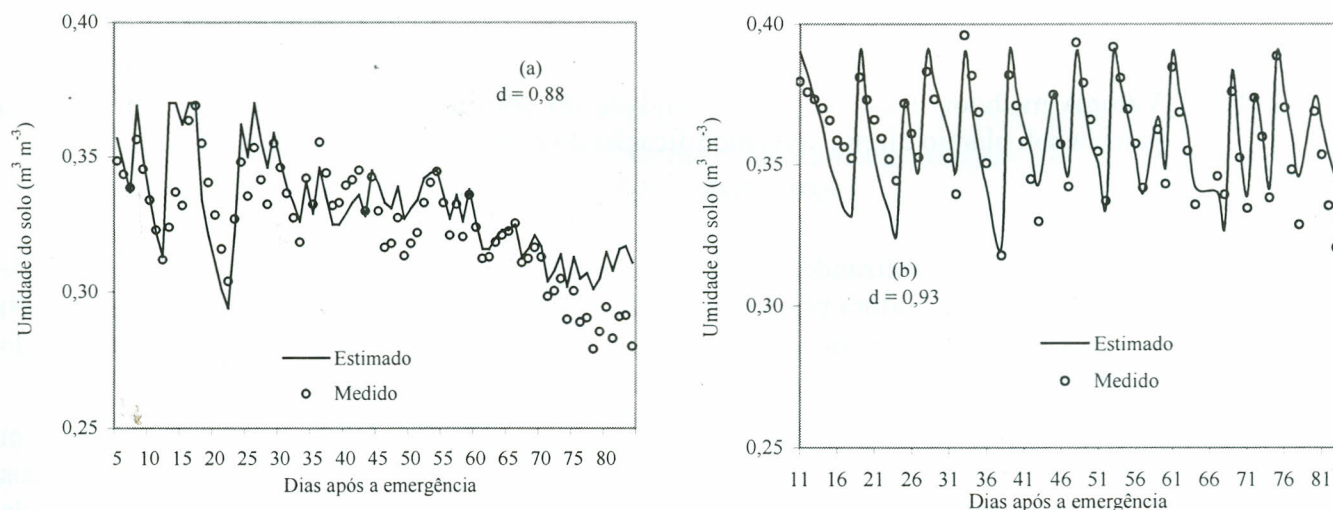 0,40
0,35
0,30
0,25
Umidade do solo (m³ m⁻³)
(a)
d = 0,88
Estimado
Medido
5 10 15 20 25 30 35 40 45 50 55 60 65 70 75 80
Dias após a emergência
0,40
0,35
0,30
0,25
Umidade do solo (m³ m⁻³)
(b)
d = 0,93
Estimado
Medido
11 16 21 26 31 36 41 46 51 56 61 66 71 76 81
Dias após a emergência